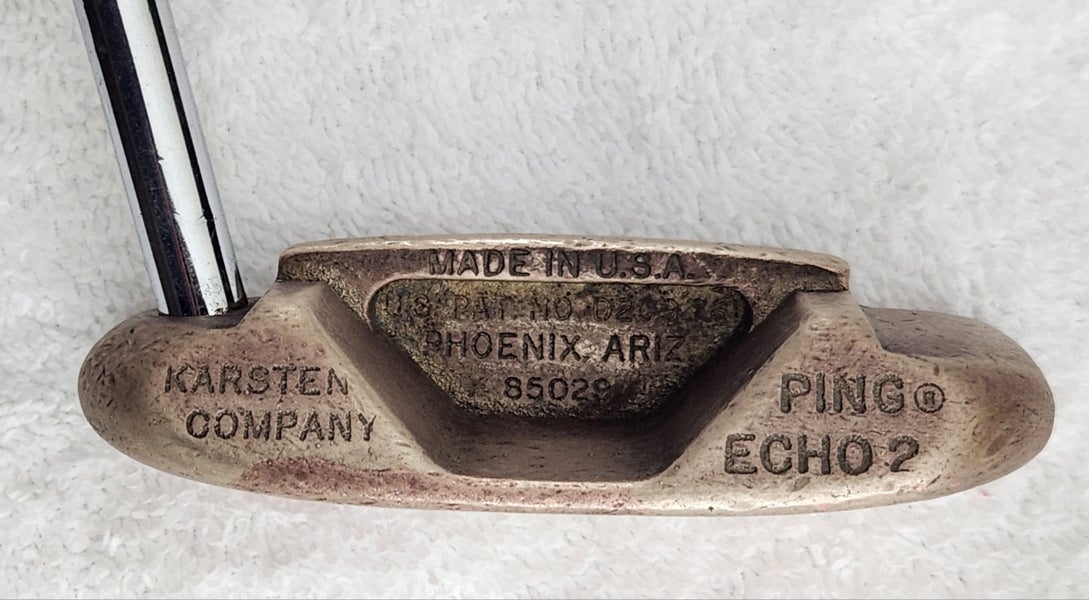 MADE IN U.S.A.
U.S. PAT. NO.
PHOENIX, ARIZ.
85029
KARSTEN
COMPANY
PING®
ECHO 2